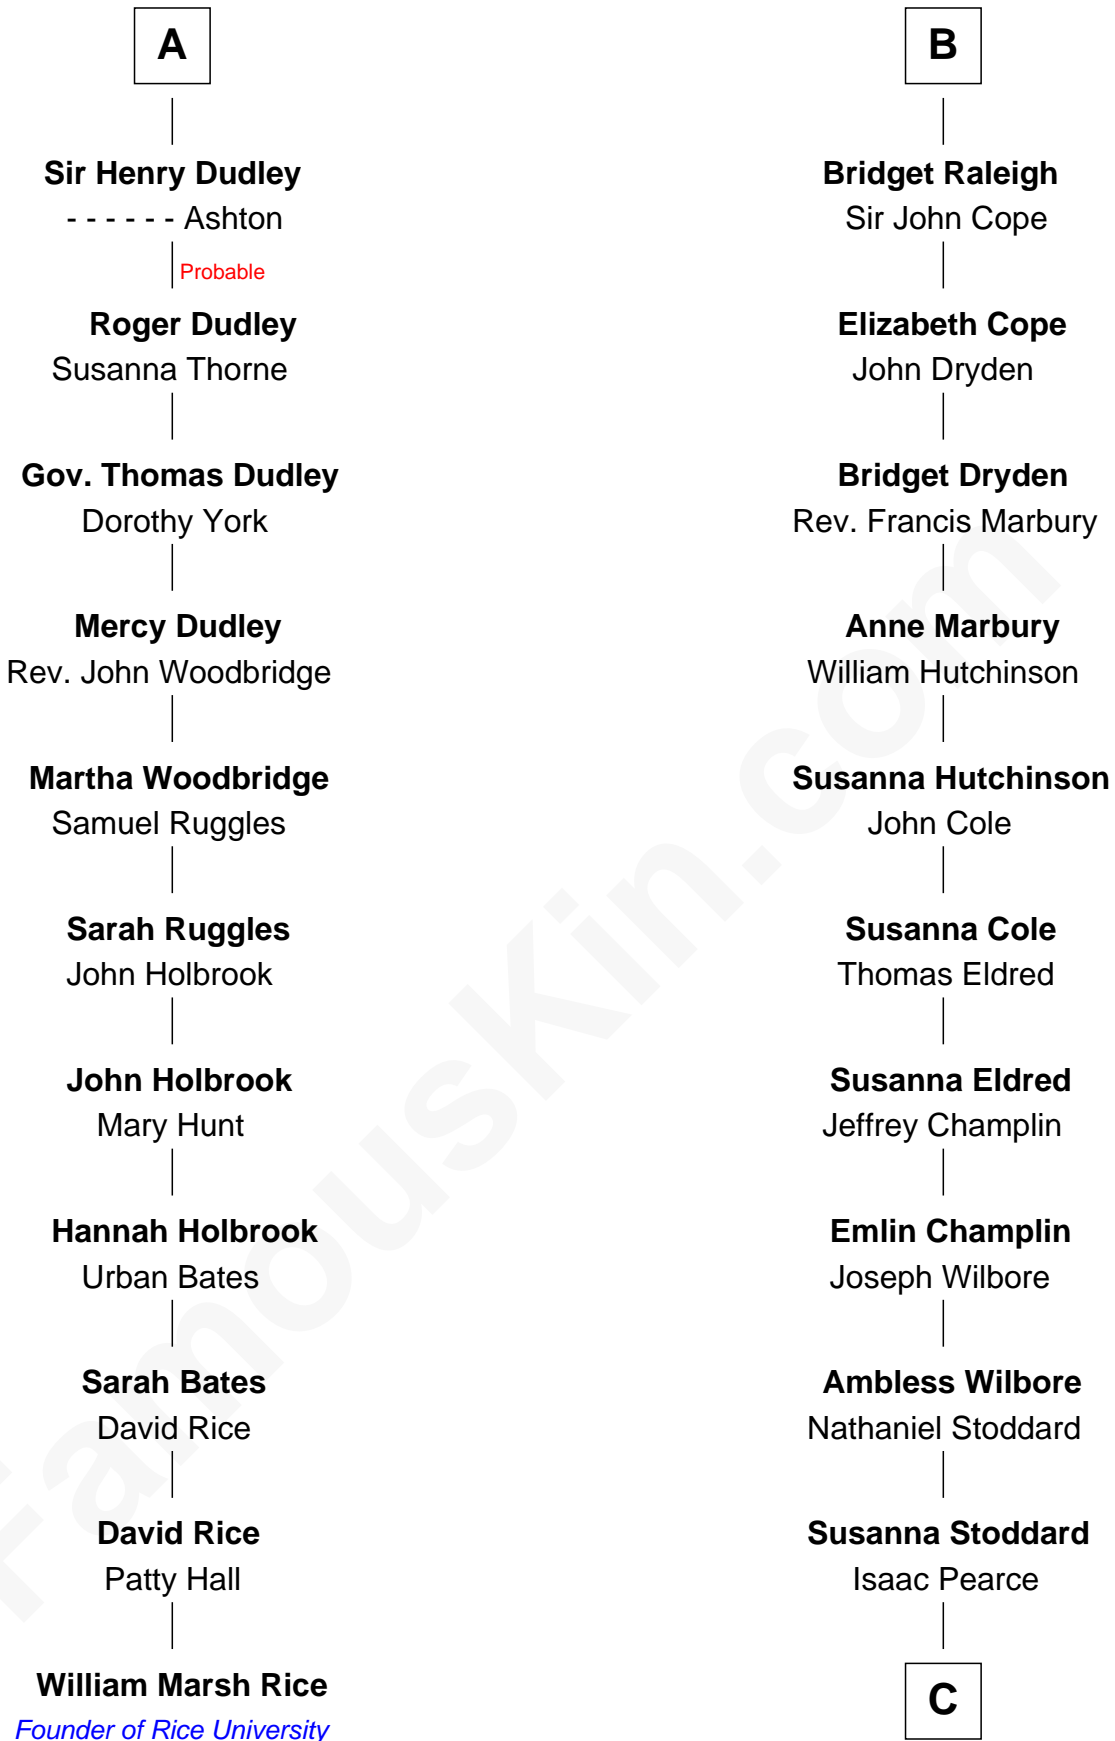 A
Sir Henry Dudley
- - - - - - Ashton
Probable
Roger Dudley
Susanna Thorne
Gov. Thomas Dudley
Dorothy York
Mercy Dudley
Rev. John Woodbridge
Martha Woodbridge
Samuel Ruggles
Sarah Ruggles
John Holbrook
John Holbrook
Mary Hunt
Hannah Holbrook
Urban Bates
Sarah Bates
David Rice
David Rice
Patty Hall
William Marsh Rice
Founder of Rice University
B
Bridget Raleigh
Sir John Cope
Elizabeth Cope
John Dryden
Bridget Dryden
Rev. Francis Marbury
Anne Marbury
William Hutchinson
Susanna Hutchinson
John Cole
Susanna Cole
Thomas Eldred
Susanna Eldred
Jeffrey Champlin
Emlin Champlin
Joseph Wilbore
Ambless Wilbore
Nathaniel Stoddard
Susanna Stoddard
Isaac Pearce
C
FamousKin.com